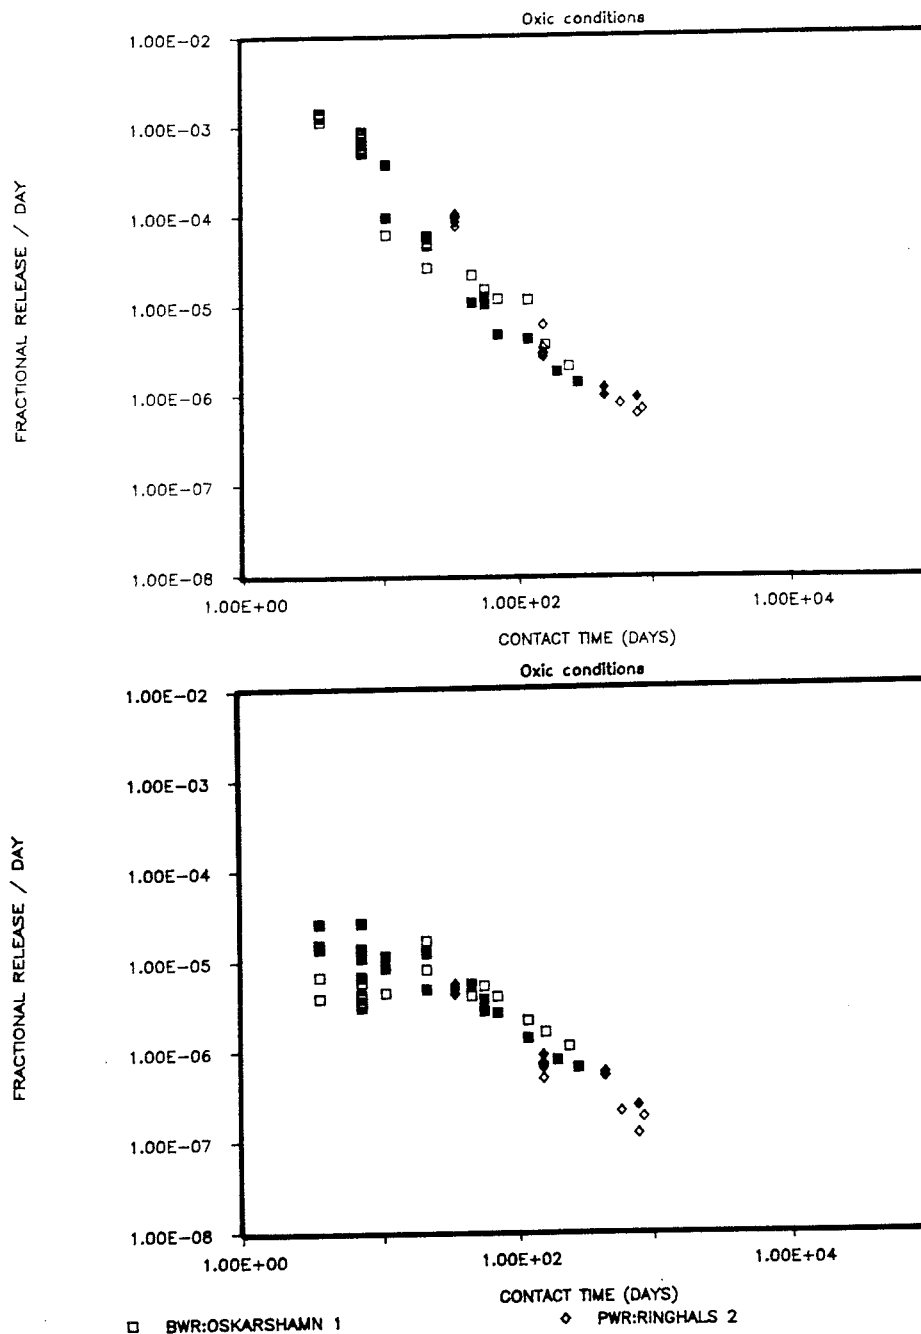 Oxic conditions
1.00E-02
1.00E-03
1.00E-04
1.00E-05
1.00E-06
1.00E-07
1.00E-08
FRACTIONAL RELEASE / DAY
1.00E+00 1.00E+02 1.00E+04
CONTACT TIME (DAYS)
Oxic conditions
1.00E-02
1.00E-03
1.00E-04
1.00E-05
1.00E-06
1.00E-07
1.00E-08
FRACTIONAL RELEASE / DAY
1.00E+00 1.00E+02 1.00E+04
CONTACT TIME (DAYS)
BWR:OSKARSHAMN 1 PWR:RINGHALS 2